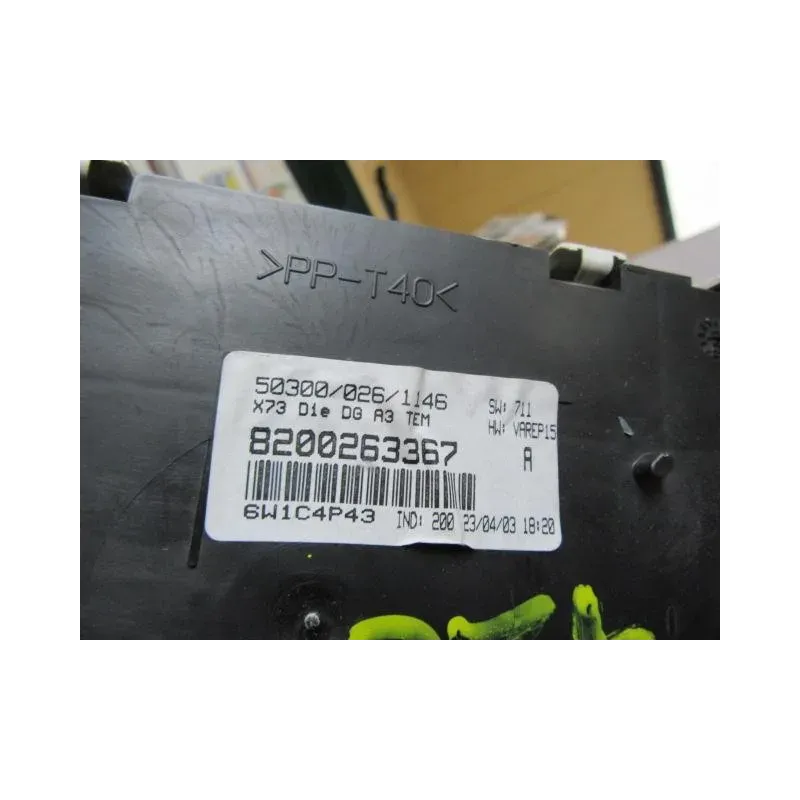 >PP-T40<
50300/026/1146
X73 Die DG A3 TEM
SW: 711
HW: VAREP15
8200263367
A
6W1C4P43
IND: 200 23/04/03 18:20